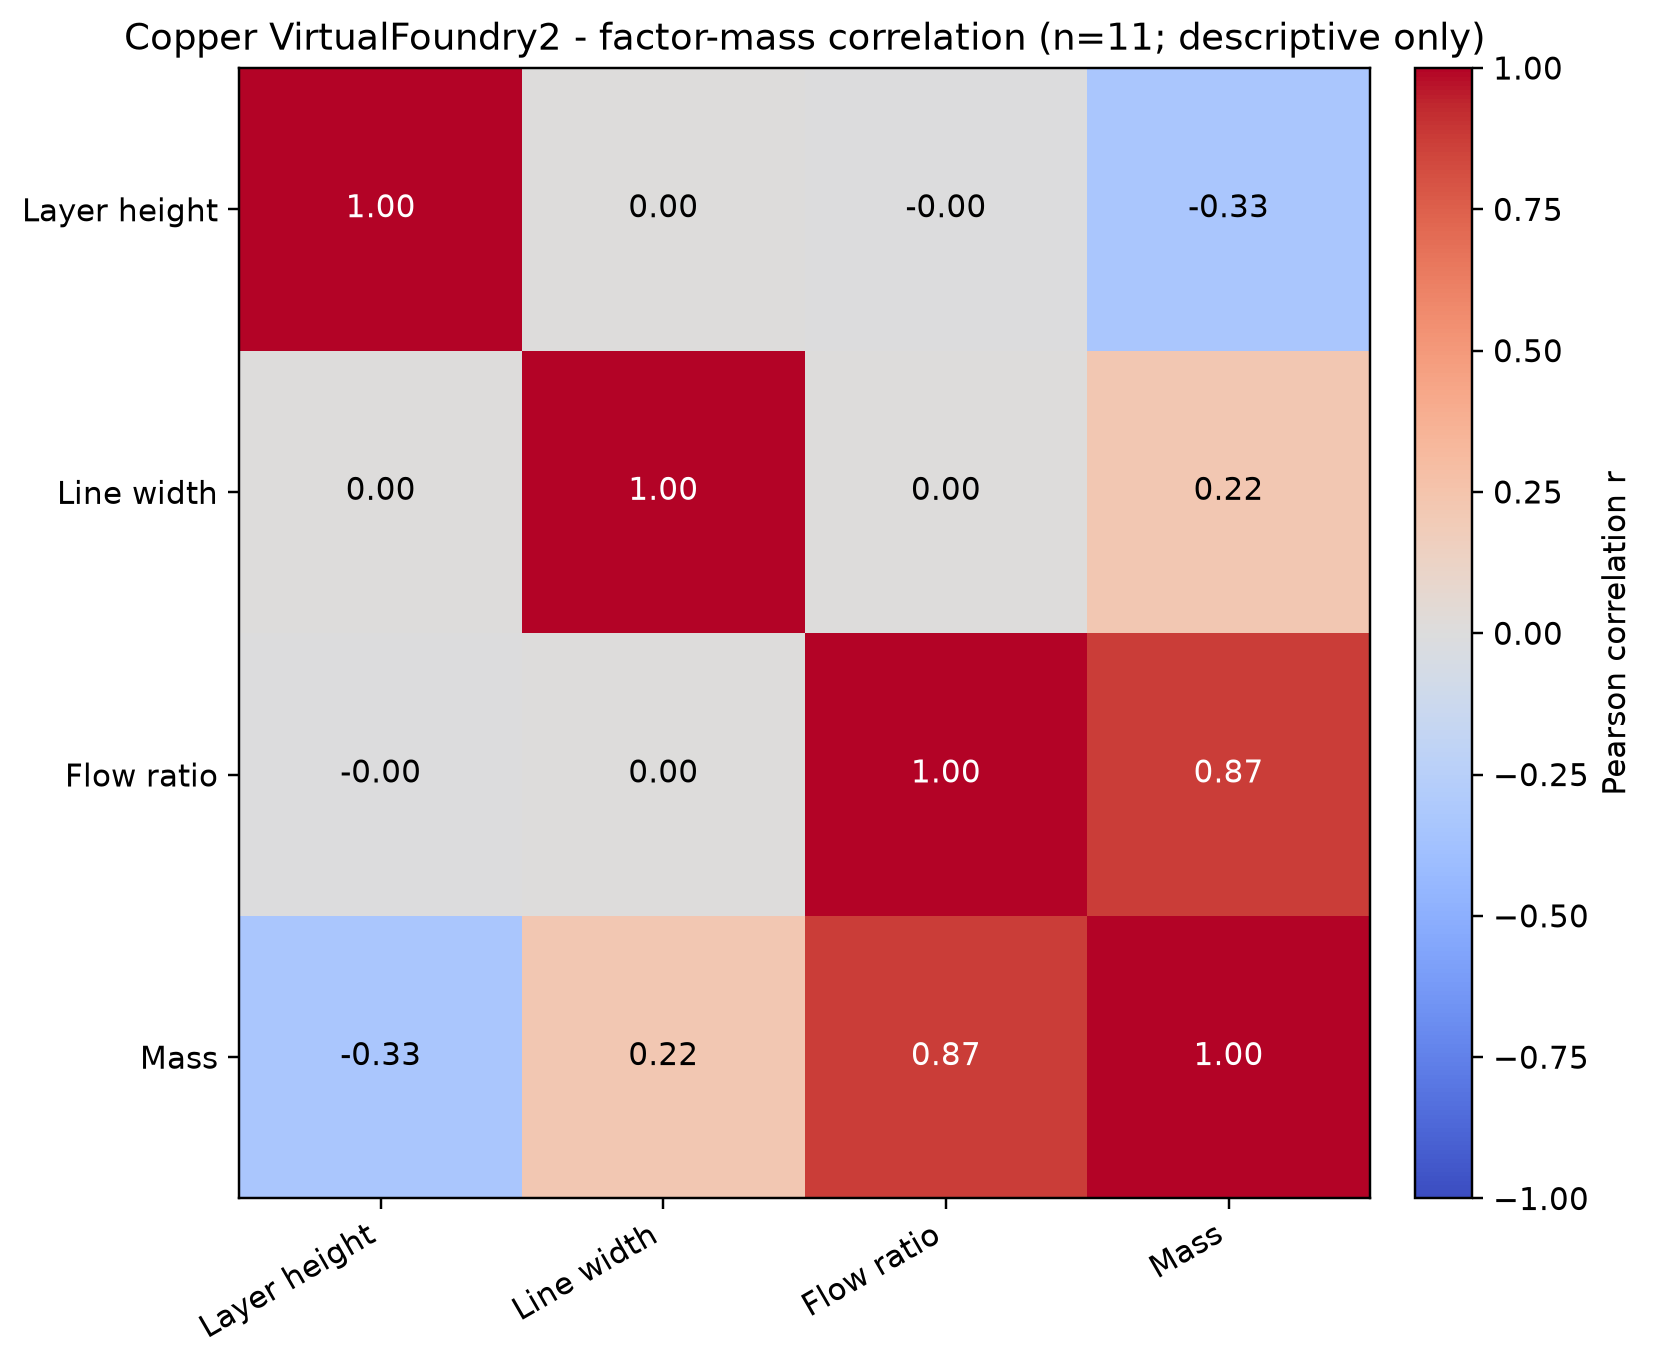 Copper VirtualFoundry2 - factor-mass correlation (n=11; descriptive only)
Layer height
1.00 0.00 -0.00 -0.33
Line width
0.00 1.00 0.00 0.22
Flow ratio
-0.00 0.00 1.00 0.87
Mass
-0.33 0.22 0.87 1.00
Layer height
Line width
Flow ratio
Mass
1.00
0.75
0.50
0.25
0.00
−0.25
−0.50
−0.75
−1.00
Pearson correlation r